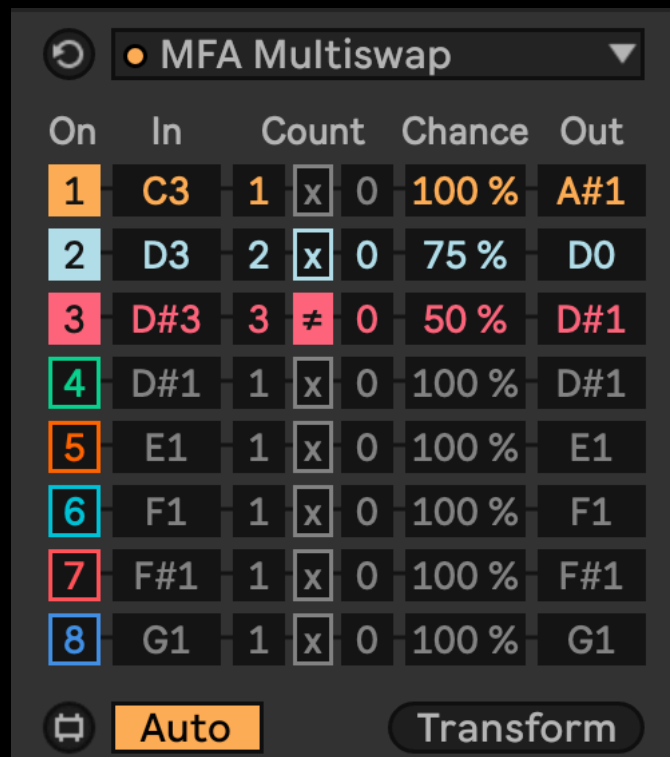 MFA Multiswap
On In Count Chance Out
1 C3 1 x 0 100 % A#1
2 D3 2 x 0 75 % D0
3 D#3 3 ≠ 0 50 % D#1
4 D#1 1 x 0 100 % D#1
5 E1 1 x 0 100 % E1
6 F1 1 x 0 100 % F1
7 F#1 1 x 0 100 % F#1
8 G1 1 x 0 100 % G1
Auto Transform